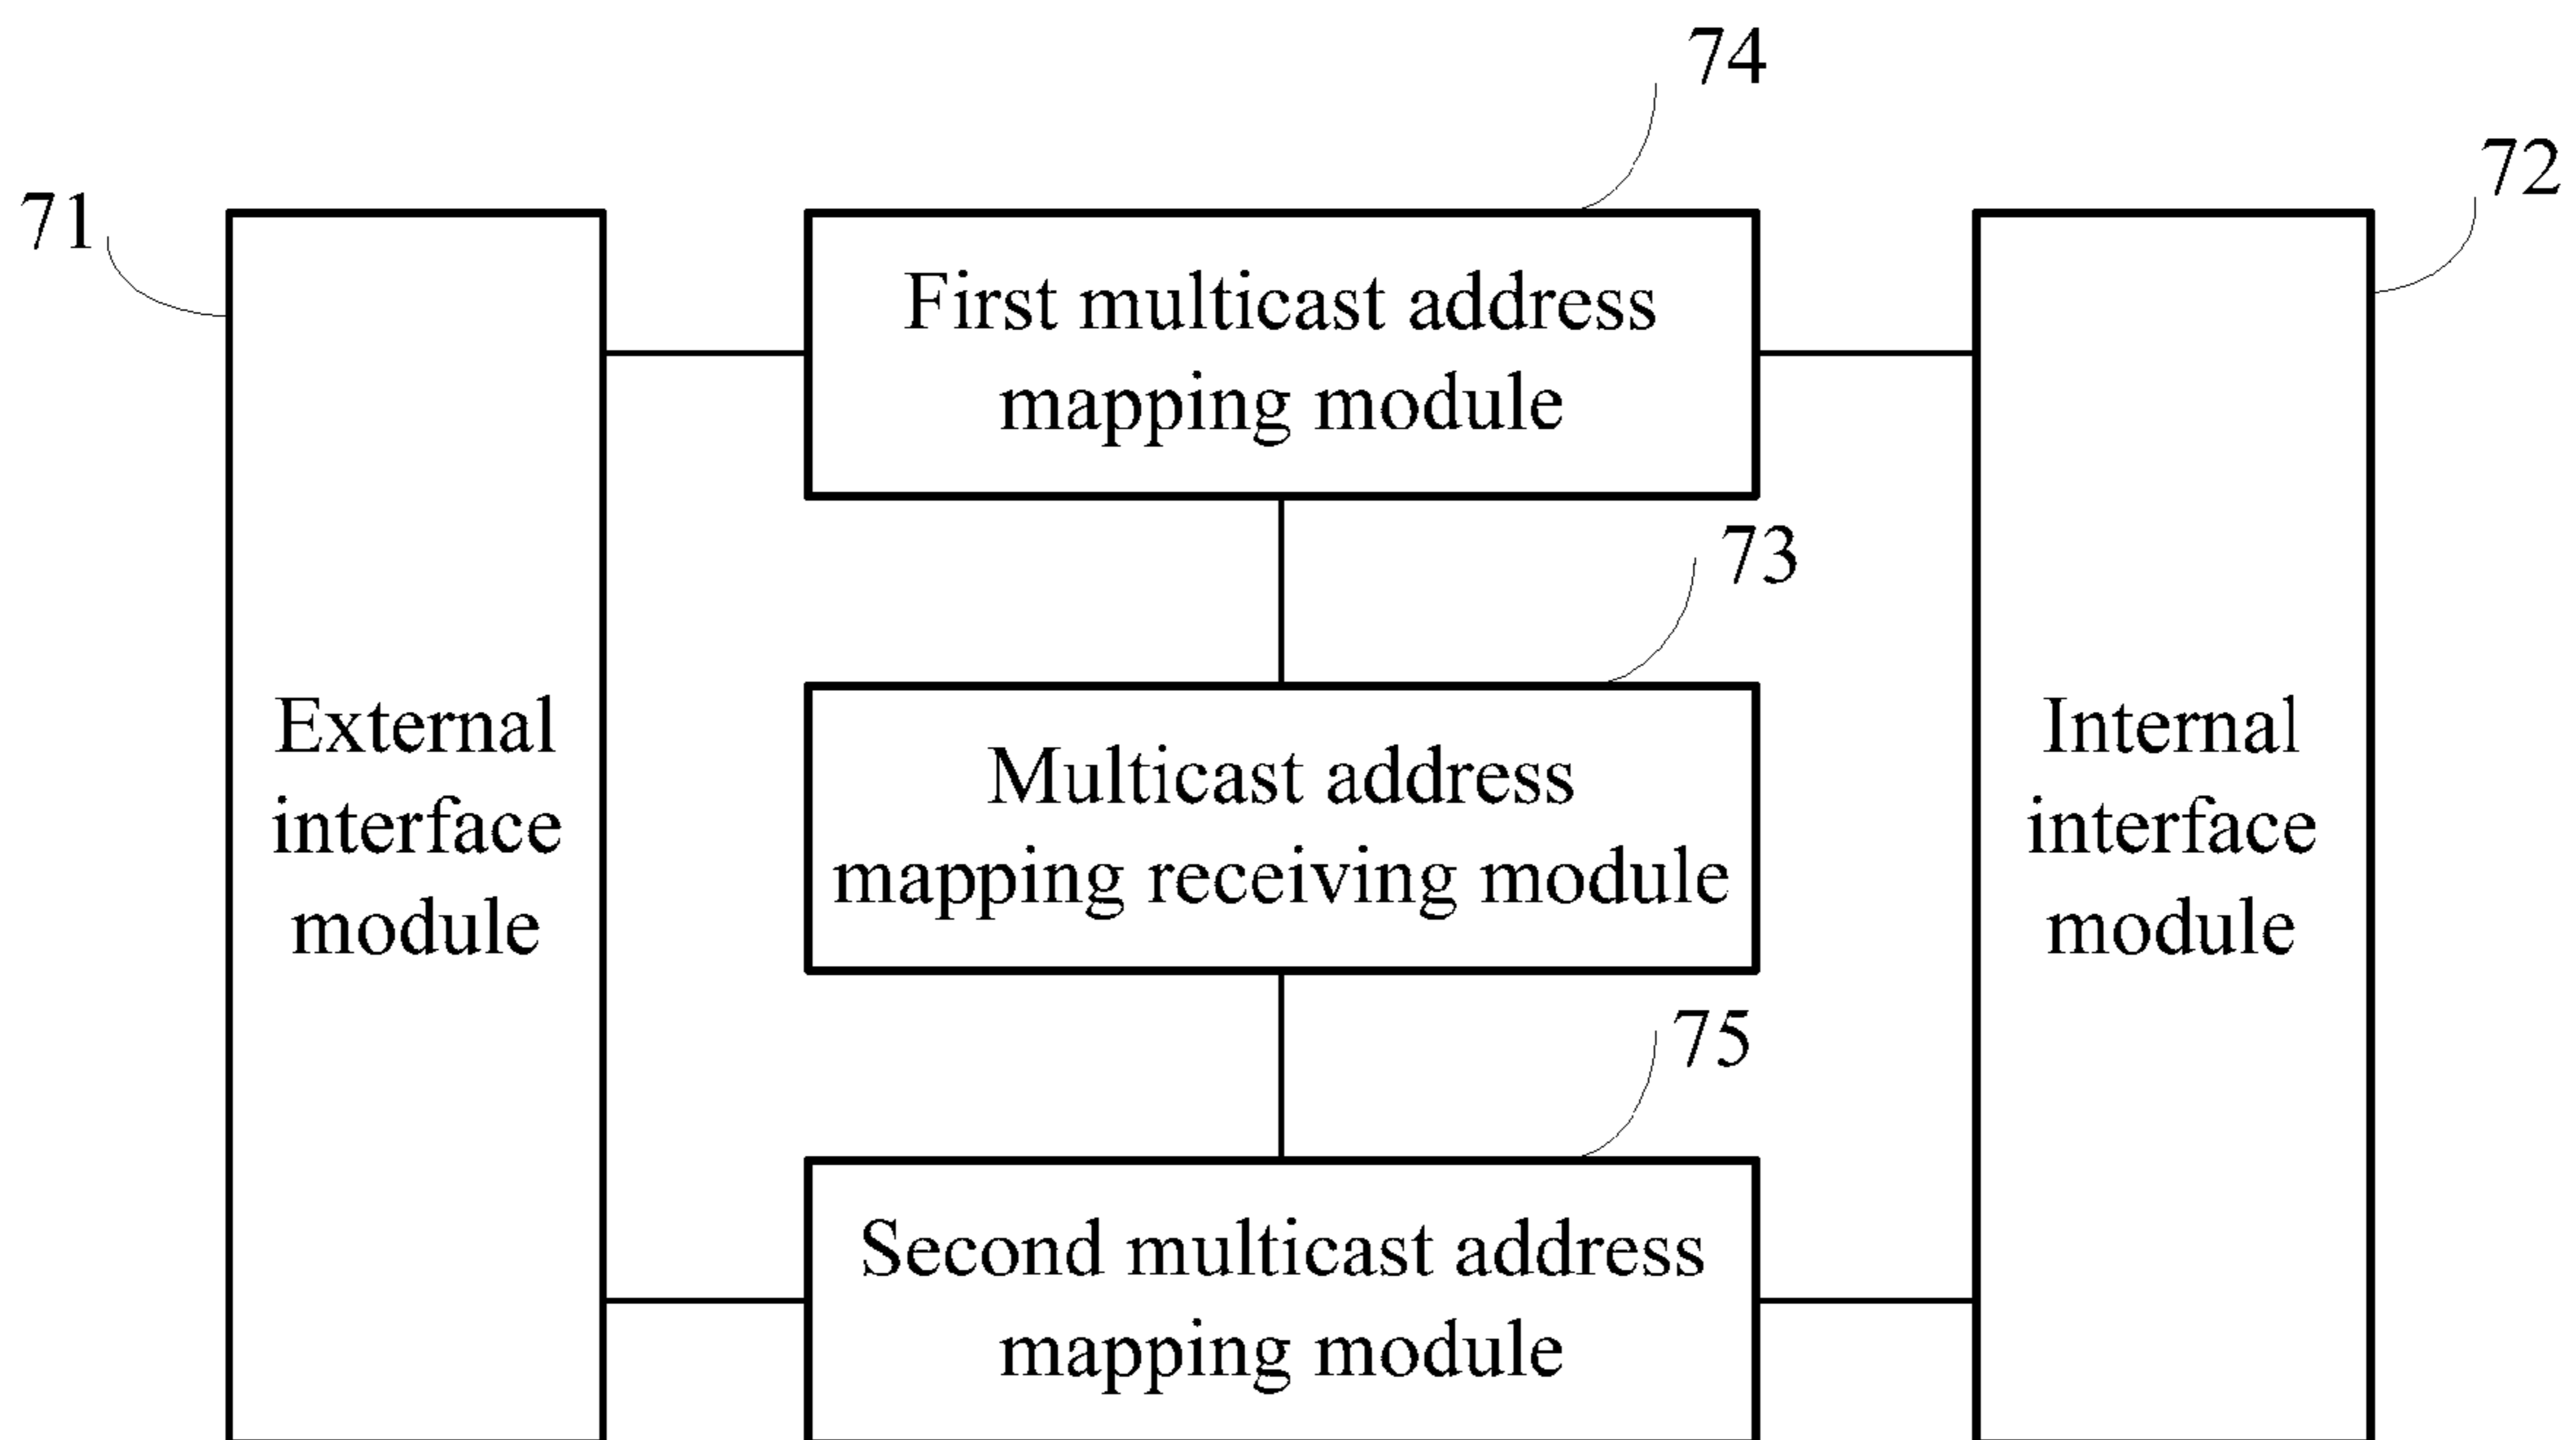 74
72
71
First multicast address
mapping module
73
External
interface
module
Multicast address
mapping receiving module
Internal
interface
module
75
Second multicast address
mapping module